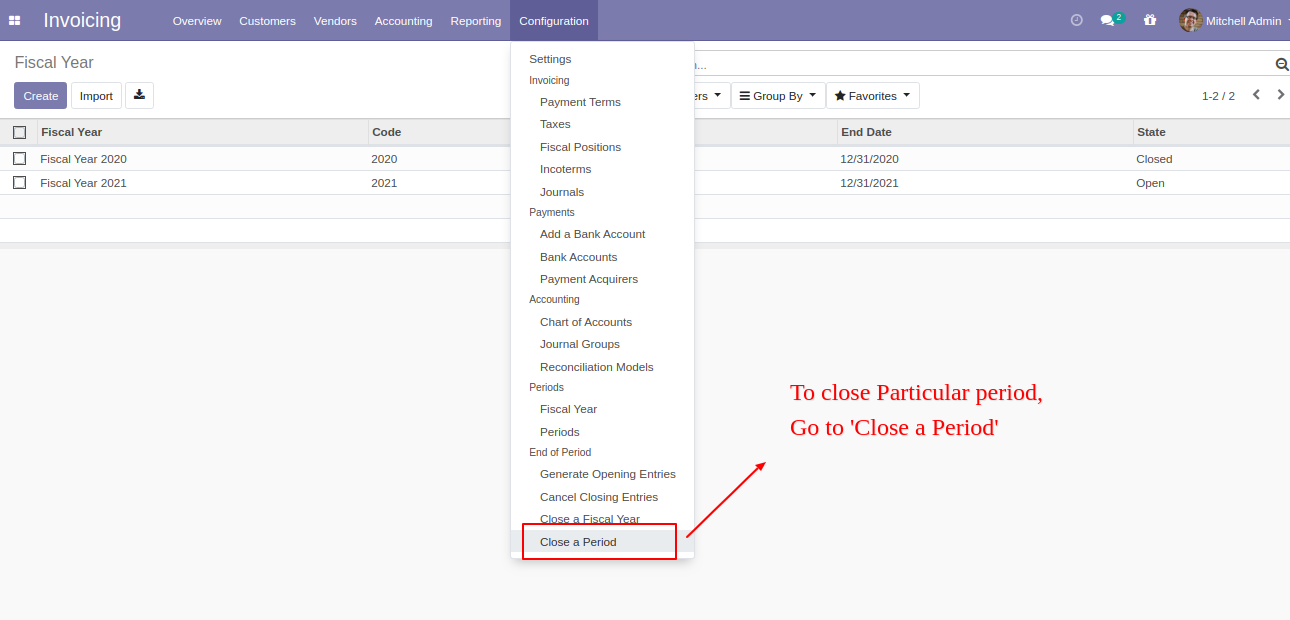 Invoicing Overview Customers Vendors Accounting Reporting Configuration 2 Mitchell Admin
Fiscal Year
Create Import
Group By Favorites 1-2 / 2
Fiscal Year Code End Date State
Fiscal Year 2020 2020 12/31/2020 Closed
Fiscal Year 2021 2021 12/31/2021 Open
Settings
Invoicing
Payment Terms
Taxes
Fiscal Positions
Incoterms
Journals
Payments
Add a Bank Account
Bank Accounts
Payment Acquirers
Accounting
Chart of Accounts
Journal Groups
Reconciliation Models
Periods
Fiscal Year
Periods
End of Period
Generate Opening Entries
Cancel Closing Entries
Close a Fiscal Year
Close a Period
To close Particular period,
Go to 'Close a Period'